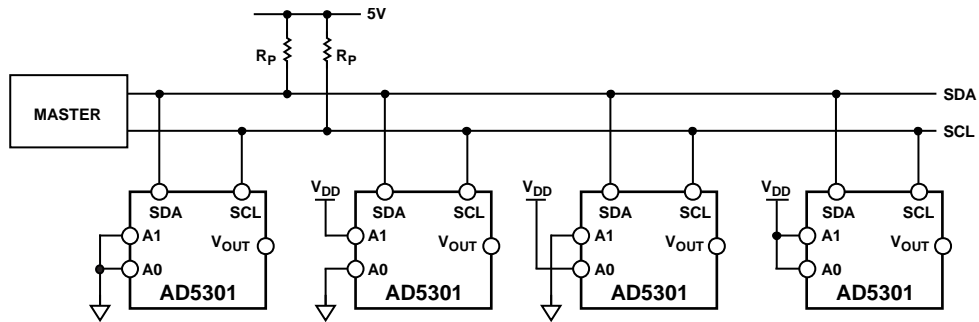 5V
RP RP
MASTER
SDA
SCL
SDA SCL
A1
VOUT
A0
AD5301
VDD
SDA SCL
A1
VOUT
A0
AD5301
VDD
SDA SCL
A1
VOUT
A0
AD5301
VDD
SDA SCL
A1
VOUT
A0
AD5301